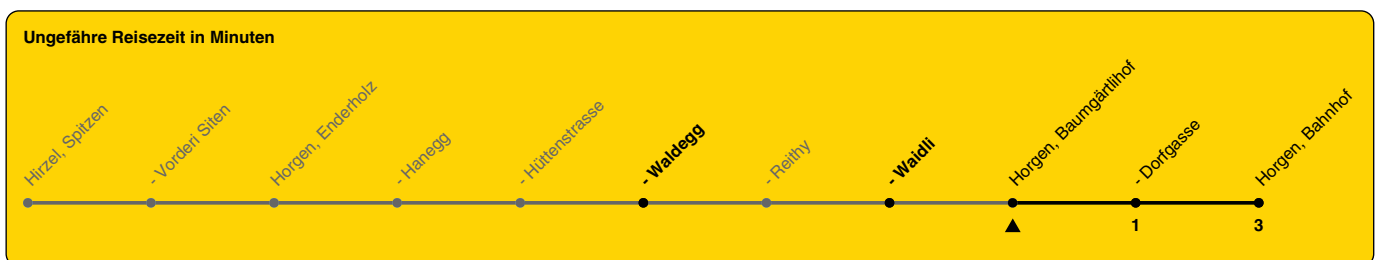 Ungefähre Reisezeit in Minuten
Hirzel, Spitzen
- Vorderi Siten
Horgen, Enderholz
- Hanegg
- Hüttenstrasse
- Waldegg
- Reithy
- Waidli
Horgen, Baumgärtlihof
- Dorfgasse
Horgen, Bahnhof
1
3